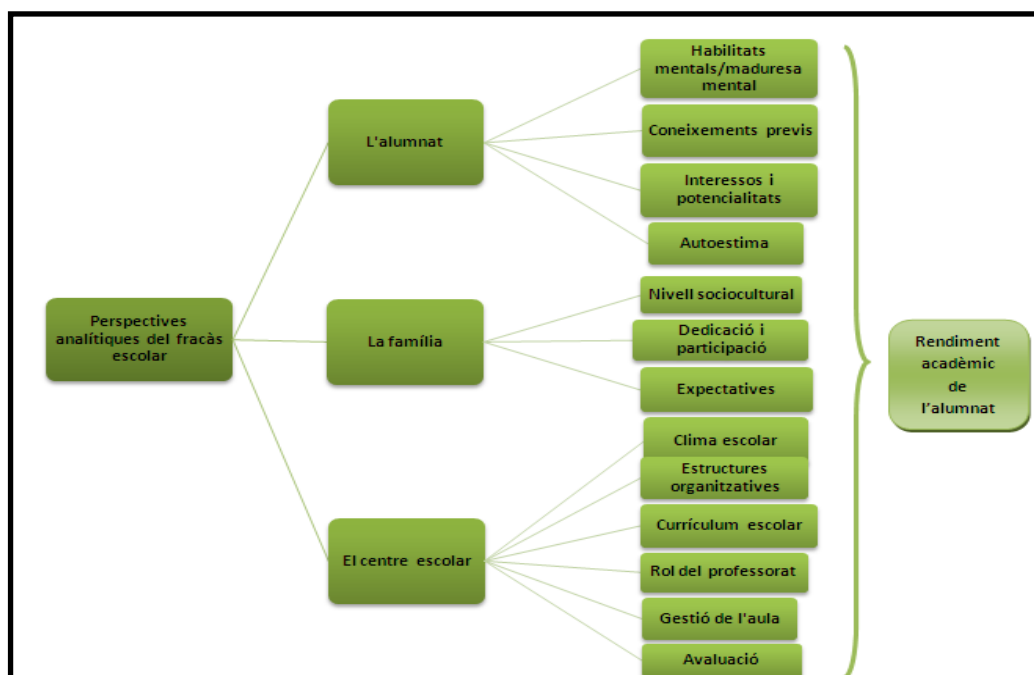 Perspectives
analítiques del fracàs
escolar
L'alumnat
Habilitats
mentals/maduresa
mental
Coneixements previs
Interessos i
potencialitats
Autoestima
La família
Nivell sociocultural
Dedicació i
participació
Expectatives
El centre escolar
Clima escolar
Estructures
organitzatives
Currículum escolar
Rol del professorat
Gestió de l'aula
Avaluació
Rendiment
acadèmic
de
l'alumnat